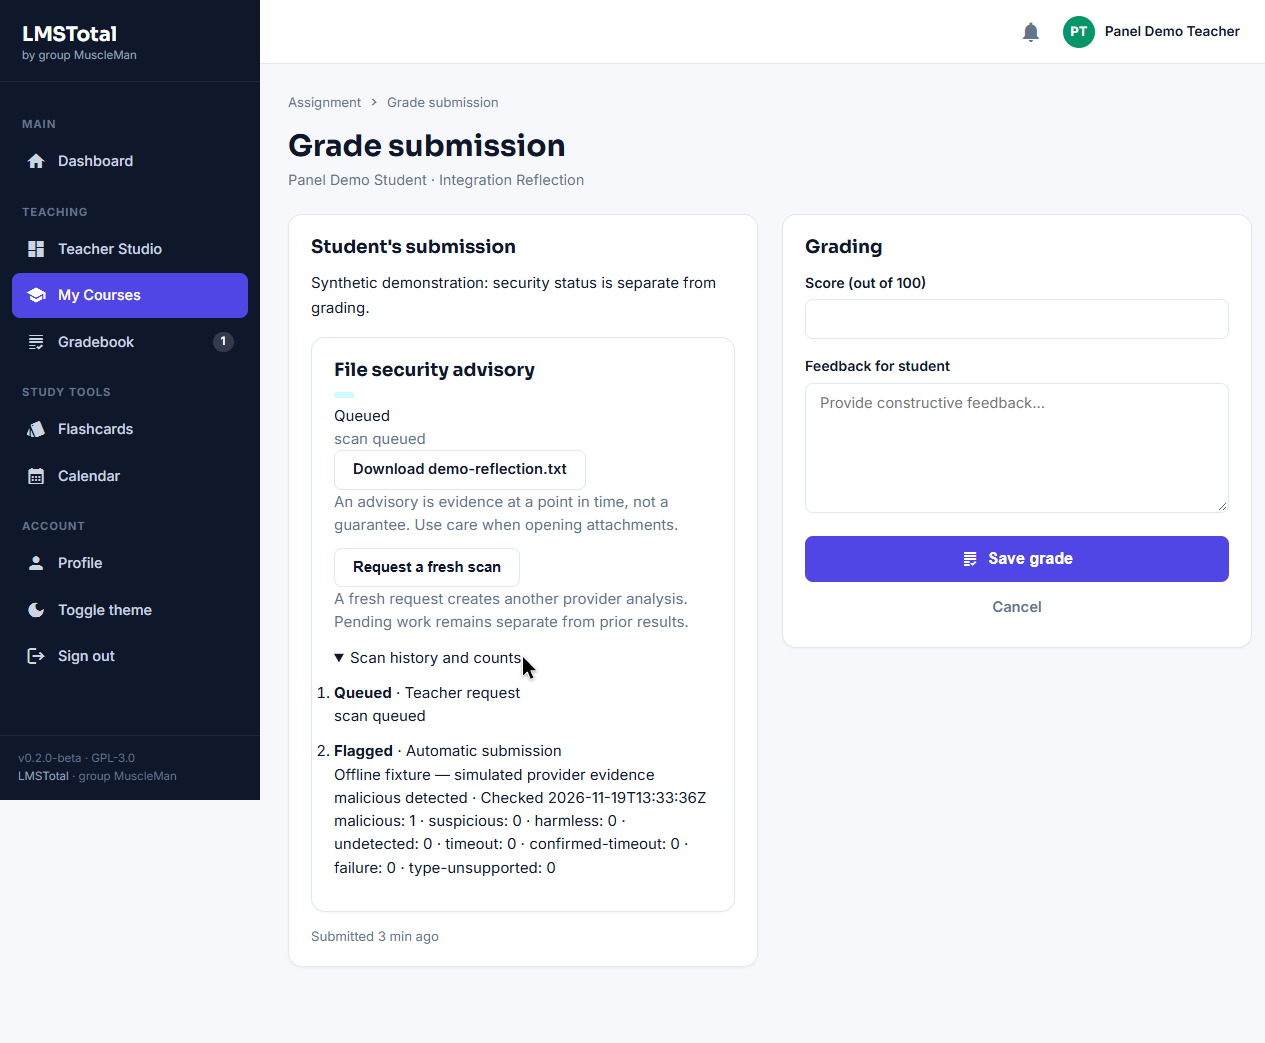 LMSTotal
by group MuscleMan
MAIN
Dashboard
TEACHING
Teacher Studio
My Courses
Gradebook 1
STUDY TOOLS
Flashcards
Calendar
ACCOUNT
Profile
Toggle theme
Sign out
v0.2.0-beta · GPL-3.0
LMSTotal · group MuscleMan
PT Panel Demo Teacher
Assignment > Grade submission
Grade submission
Panel Demo Student · Integration Reflection
Student's submission
Synthetic demonstration: security status is separate from
grading.
File security advisory
Queued
scan queued
Download demo-reflection.txt
An advisory is evidence at a point in time, not a
guarantee. Use care when opening attachments.
Request a fresh scan
A fresh request creates another provider analysis.
Pending work remains separate from prior results.
▼ Scan history and counts
1. Queued · Teacher request
scan queued
2. Flagged · Automatic submission
Offline fixture — simulated provider evidence
malicious detected · Checked 2026-11-19T13:33:36Z
malicious: 1 · suspicious: 0 · harmless: 0 ·
undetected: 0 · timeout: 0 · confirmed-timeout: 0 ·
failure: 0 · type-unsupported: 0
Submitted 3 min ago
Grading
Score (out of 100)
Feedback for student
Provide constructive feedback...
Save grade
Cancel